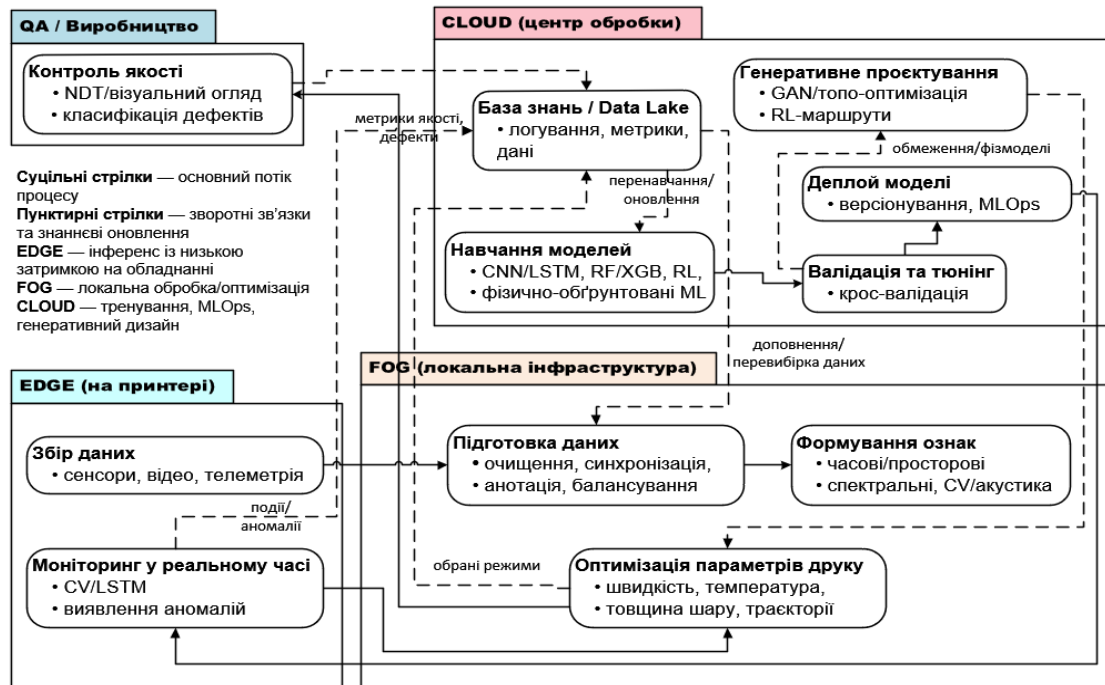 QA / Виробництво
Контроль якості
• NDT/візуальний огляд
• класифікація дефектів
CLOUD (центр обробки)
База знань / Data Lake
• логування, метрики,
дані
Генеративне проєктування
• GAN/топо-оптимізація
• RL-маршрути
метрики якості,
дефекти
обмеження/фізмоделі
перенавчання/
оновлення
Деплой моделі
• версіонування, MLOps
Навчання моделей
• CNN/LSTM, RF/XGB, RL,
• фізично-обґрунтовані ML
Валідація та тюнінг
• крос-валідація
Суцільні стрілки — основний потік
процесу
Пунктирні стрілки — зворотні зв’язки
та знаннєві оновлення
EDGE — інференс із низькою
затримкою на обладнанні
FOG — локальна обробка/оптимізація
CLOUD — тренування, MLOps,
генеративний дизайн
доповнення/
перевибірка даних
EDGE (на принтері)
FOG (локальна інфраструктура)
Збір даних
• сенсори, відео, телеметрія
Підготовка даних
• очищення, синхронізація,
• анотація, балансування
Формування ознак
• часові/просторові
• спектральні, CV/акустика
події/
аномалії
Моніторинг у реальному часі
• CV/LSTM
• виявлення аномалій
обрані режими
Оптимізація параметрів друку
• швидкість, температура,
• товщина шару, траєкторії